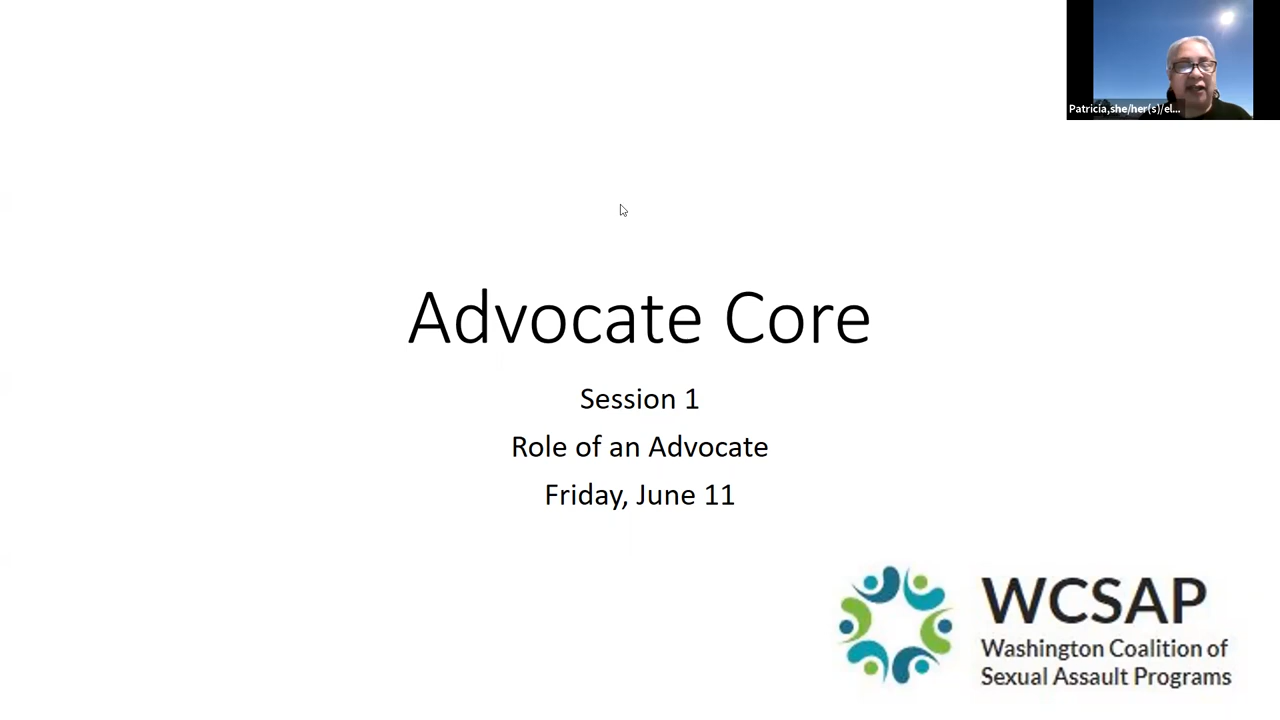 Patricia,she/her(s)/el...
Advocate Core
Session 1
Role of an Advocate
Friday, June 11
WCSAP
Washington Coalition of
Sexual Assault Programs